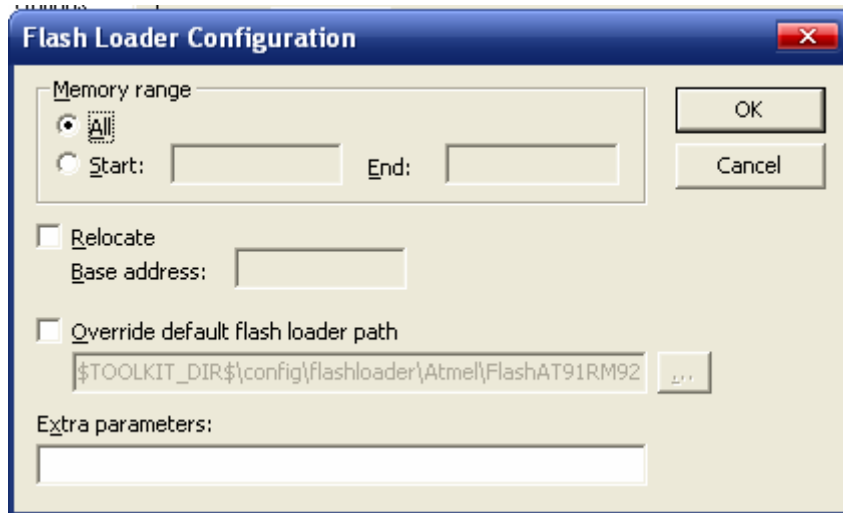 Flash Loader Configuration
Memory range
All
Start: End:
OK
Cancel
Relocate
Base address:
Override default flash loader path
$TOOLKIT_DIR$\config\flashloader\Atmel\FlashAT91RM92 ...
Extra parameters: